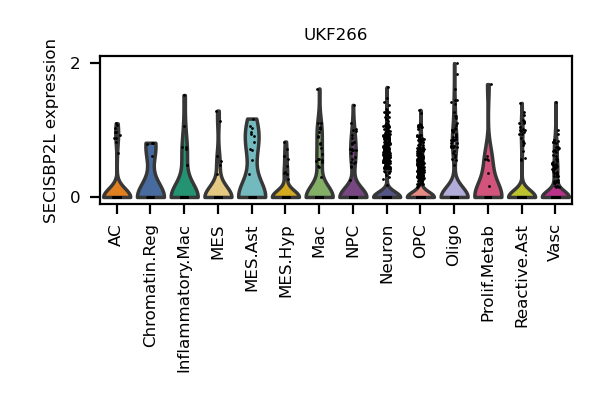 UKF266
SECISBP2L expression
2
0
AC
Chromatin.Reg
Inflammatory.Mac
MES
MES.Ast
MES.Hyp
Mac
NPC
Neuron
OPC
Oligo
Prolif.Metab
Reactive.Ast
Vasc